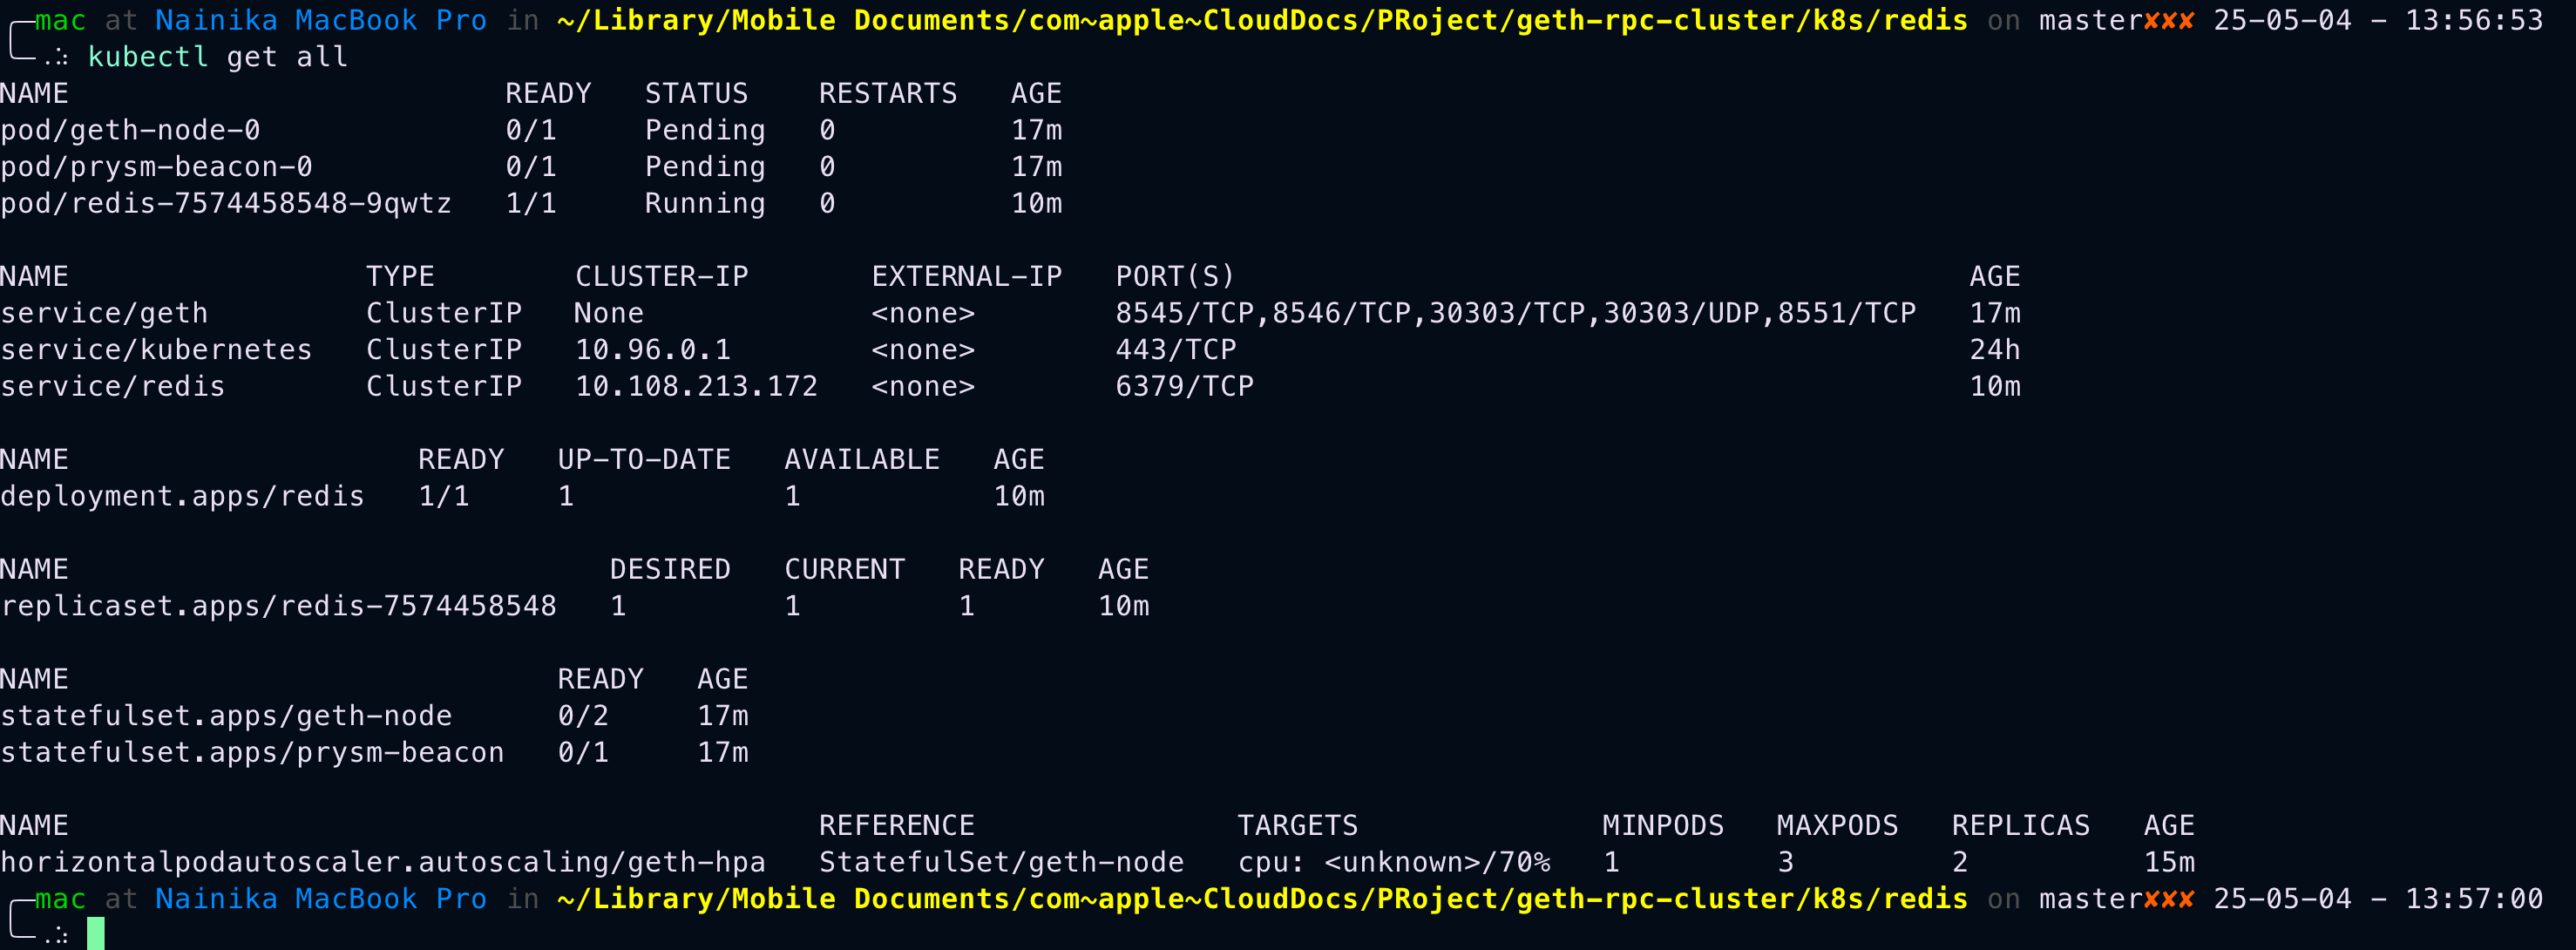 mac at Nainika MacBook Pro in ~/Library/Mobile Documents/com~apple~CloudDocs/PRoject/geth-rpc-cluster/k8s/redis on master✘✘✘ 25-05-04 - 13:56:53
kubectl get all
NAME READY STATUS RESTARTS AGE
pod/geth-node-0 0/1 Pending 0 17m
pod/prysm-beacon-0 0/1 Pending 0 17m
pod/redis-7574458548-9qwtz 1/1 Running 0 10m
NAME TYPE CLUSTER-IP EXTERNAL-IP PORT(S) AGE
service/geth ClusterIP None <none> 8545/TCP,8546/TCP,30303/TCP,30303/UDP,8551/TCP 17m
service/kubernetes ClusterIP 10.96.0.1 <none> 443/TCP 24h
service/redis ClusterIP 10.108.213.172 <none> 6379/TCP 10m
NAME READY UP-TO-DATE AVAILABLE AGE
deployment.apps/redis 1/1 1 1 10m
NAME DESIRED CURRENT READY AGE
replicaset.apps/redis-7574458548 1 1 1 10m
NAME READY AGE
statefulset.apps/geth-node 0/2 17m
statefulset.apps/prysm-beacon 0/1 17m
NAME REFERENCE TARGETS MINPODS MAXPODS REPLICAS AGE
horizontalpodautoscaler.autoscaling/geth-hpa StatefulSet/geth-node cpu: <unknown>/70% 1 3 2 15m
mac at Nainika MacBook Pro in ~/Library/Mobile Documents/com~apple~CloudDocs/PRoject/geth-rpc-cluster/k8s/redis on master✘✘✘ 25-05-04 - 13:57:00